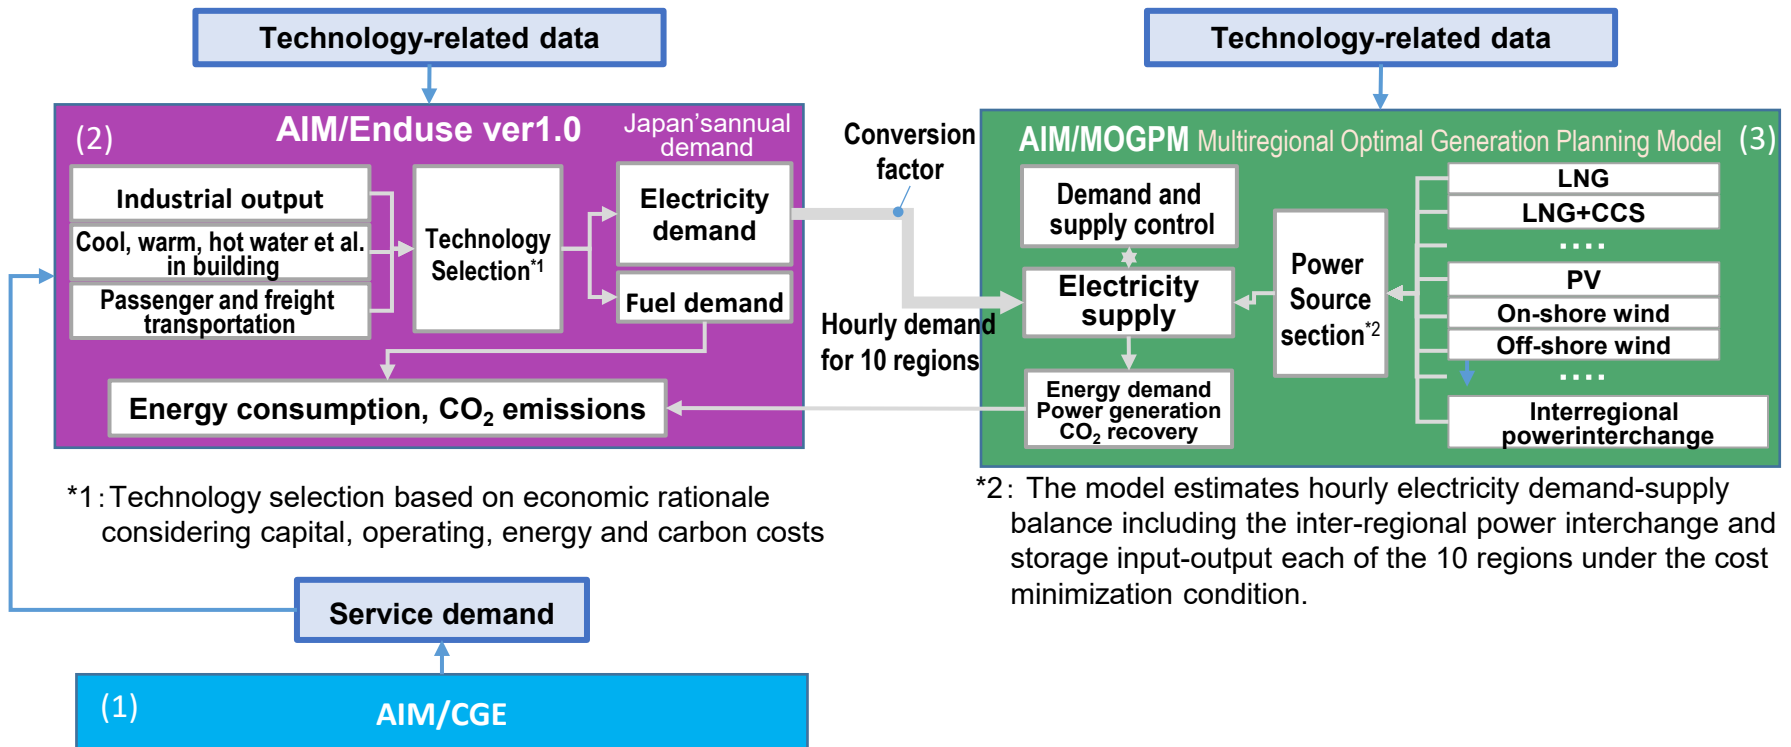 Technology-related data
Technology-related data
(2)
AIM/Enduse ver1.0
Japan'sannual
demand
Industrial output
Cool, warm, hot water et al.
in building
Passenger and freight
transportation
Technology
Selection*1
Electricity
demand
Fuel demand
Energy consumption, CO2 emissions
Conversion
factor
Hourly demand
for 10 regions
AIM/MOGPM Multiregional Optimal Generation Planning Model
(3)
Demand and
supply control
Electricity
supply
Energy demand
Power generation
CO2 recovery
Power
Source
section*2
LNG
LNG+CCS
....
PV
On-shore wind
Off-shore wind
....
Interregional
powerinterchange
*1：Technology selection based on economic rationale
considering capital, operating, energy and carbon costs
*2： The model estimates hourly electricity demand-supply
balance including the inter-regional power interchange and
storage input-output each of the 10 regions under the cost
minimization condition.
Service demand
(1)
AIM/CGE